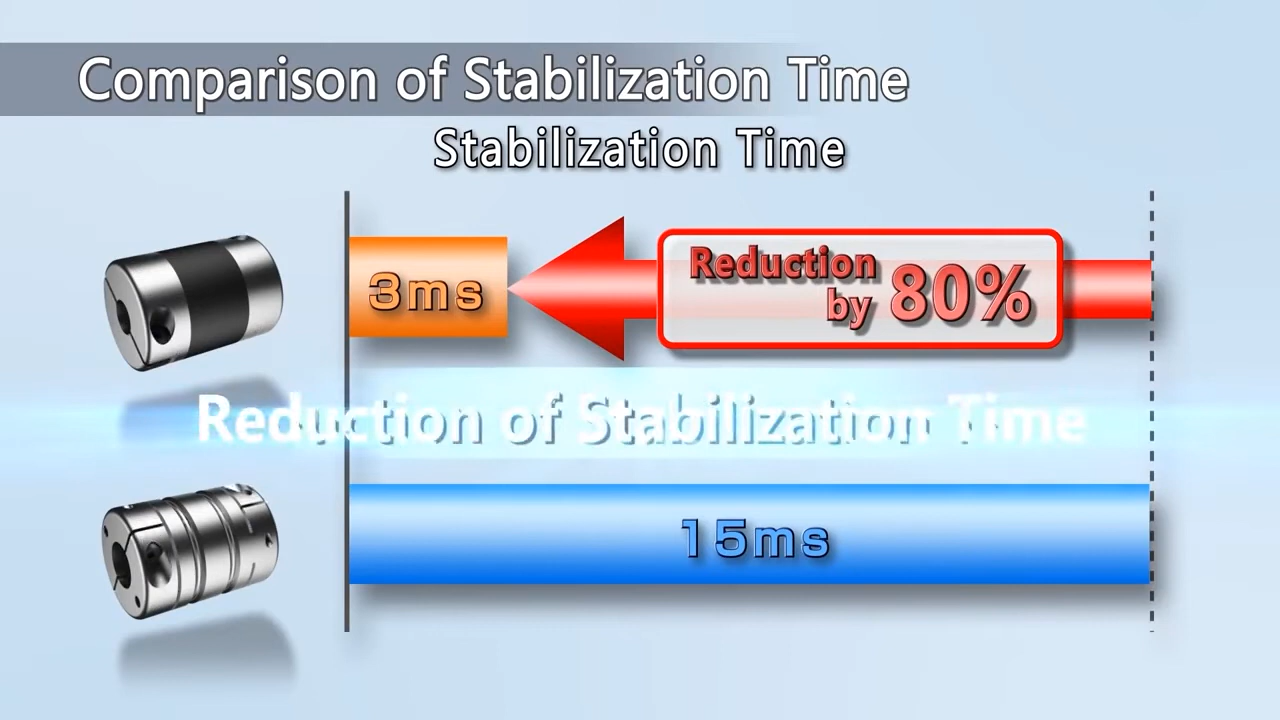 Comparison of Stabilization Time
Stabilization Time
3ms
Reduction
by 80%
Reduction of Stabilization Time
15ms